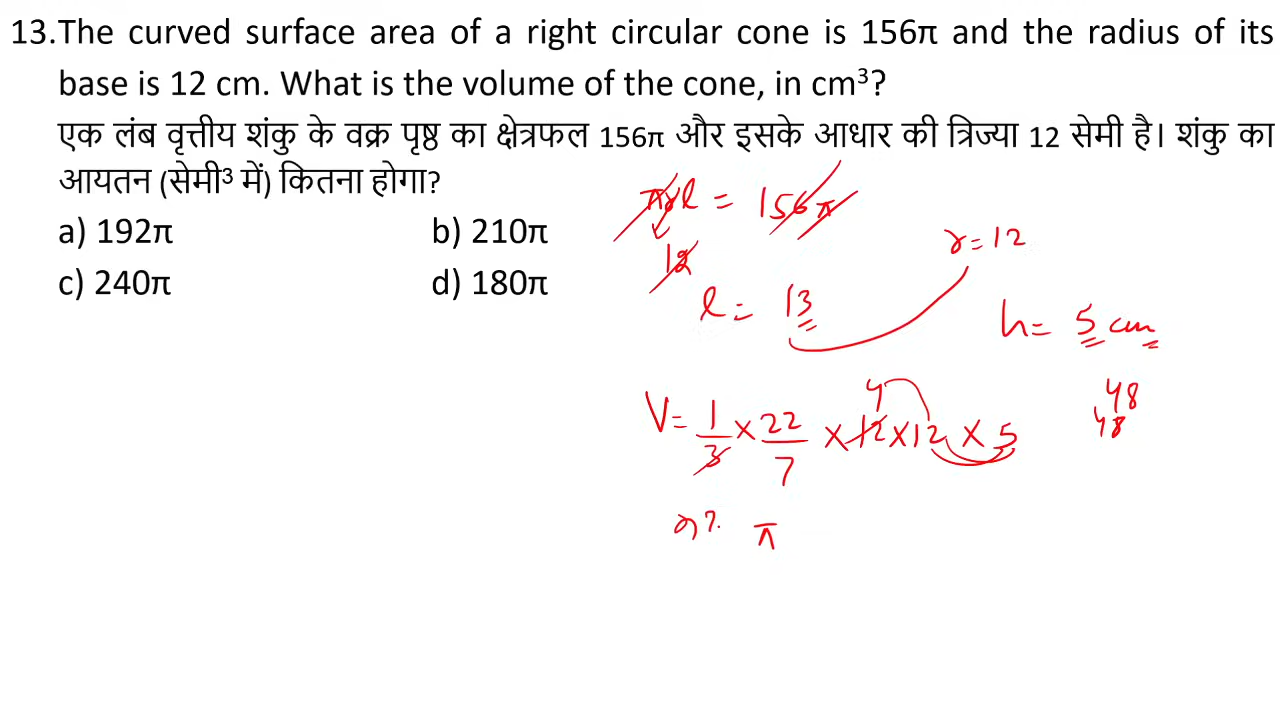 13.The curved surface area of a right circular cone is 156π and the radius of its
base is 12 cm. What is the volume of the cone, in cm³?
एक लंब वृत्तीय शंकु के वक्र पृष्ठ का क्षेत्रफल 156π और इसके आधार की त्रिज्या 12 सेमी है। शंकु का
आयतन (सेमी³ में) कितना होगा?
a) 192π b) 210π
c) 240π d) 180π
πrl = 156π
12
r = 12
l = 13
h = 5 cm
4
48
V = 1/3 × 22/7 × 12 × 12 × 5
48
π